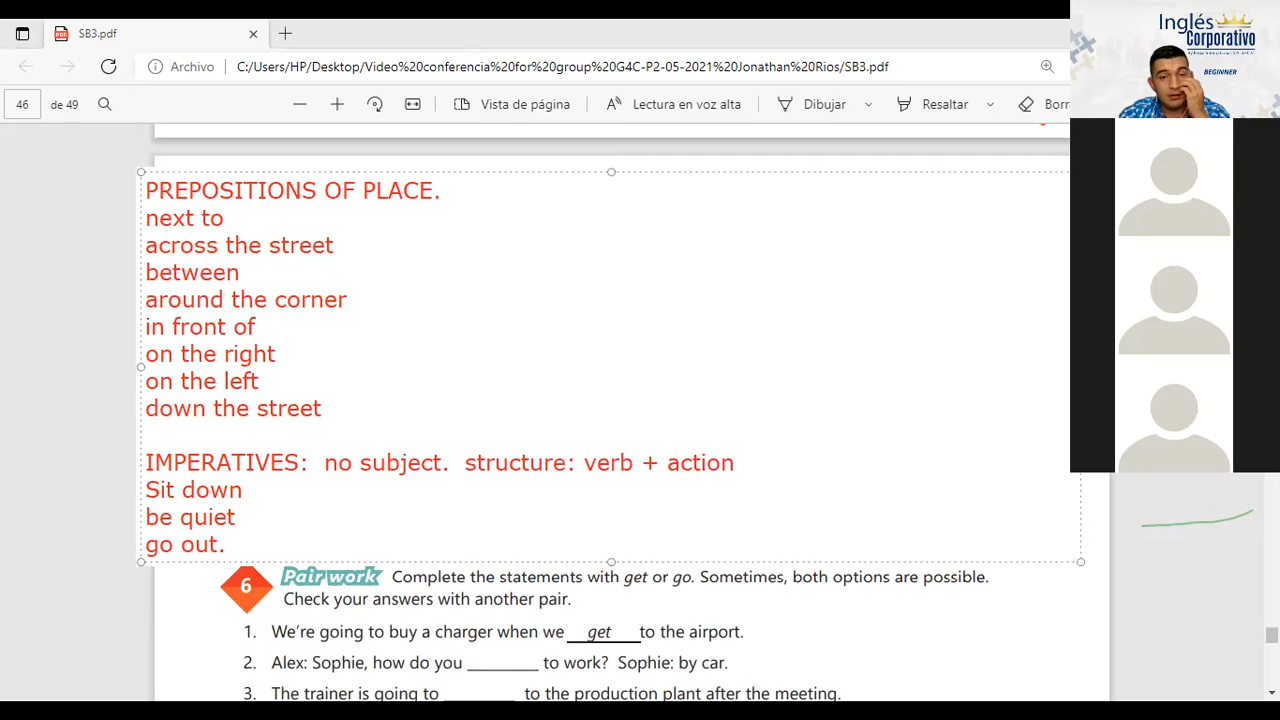 SB3.pdf
Archivo
C:/Users/HP/Desktop/Video%20conferencia%20for%20group%20G4C-P2-05-2021%20Jonathan%20Rios/SB3.pdf
46 de 49
Vista de página
Lectura en voz alta
Dibujar
Resaltar
Inglés
Corporativo
BEGINNER
PREPOSITIONS OF PLACE.
next to
across the street
between
around the corner
in front of
on the right
on the left
down the street
IMPERATIVES: no subject. structure: verb + action
Sit down
be quiet
go out.
6 Pair work Complete the statements with get or go. Sometimes, both options are possible.
Check your answers with another pair.
1. We're going to buy a charger when we get to the airport.
2. Alex: Sophie, how do you ________ to work? Sophie: by car.
3. The trainer is going to ________ to the production plant after the meeting.